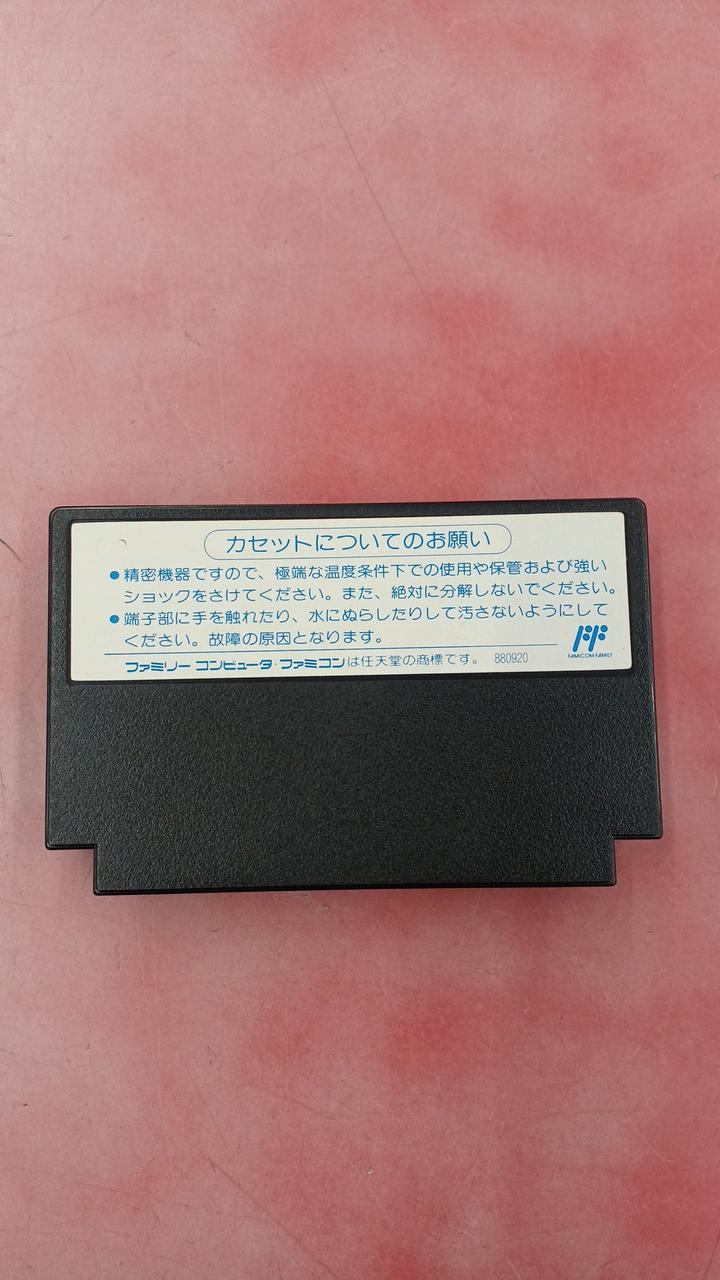 カセットについてのお願い
●精密機器ですので、極端な温度条件下での使用や保管および強い
ショックをさけてください。また、絶対に分解しないでください。
●端子部に手を触れたり、水にぬらしたりして汚さないようにして
ください。故障の原因となります。
FF
FAMICOM FAMILY
ファミリー コンピュータ・ファミコンは任天堂の商標です。 880920